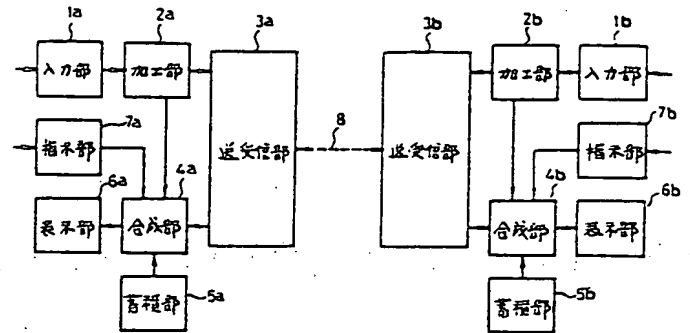 1a 2a 3a 3b 2b 1b
入力部 加工部 加工部 入力部
7a 8 7b
指示部 4a 送受信部 送受信部 指示部
6a 4b 6b
表示部 合成部 合成部 表示部
蓄積部 5a 蓄積部 5b